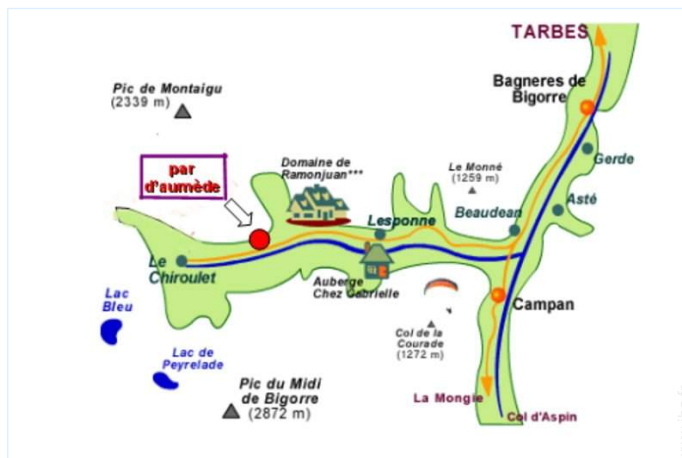 TARBES
Bagneres de
Bigorre
Pic de Montaigu
(2339 m)
par
d'aumède
Domaine de
Ramonjuan***
Le Monné
(1259 m)
Gerde
Asté
Beaudean
Lesponne
Le
Chiroulet
Auberge
Chez Gabrielle
Campan
Lac
Bleu
Col de la
Courade
(1272 m)
Lac de
Peyrelade
Pic du Midi
de Bigorre
(2872 m)
La Mongie
Col d'Aspin